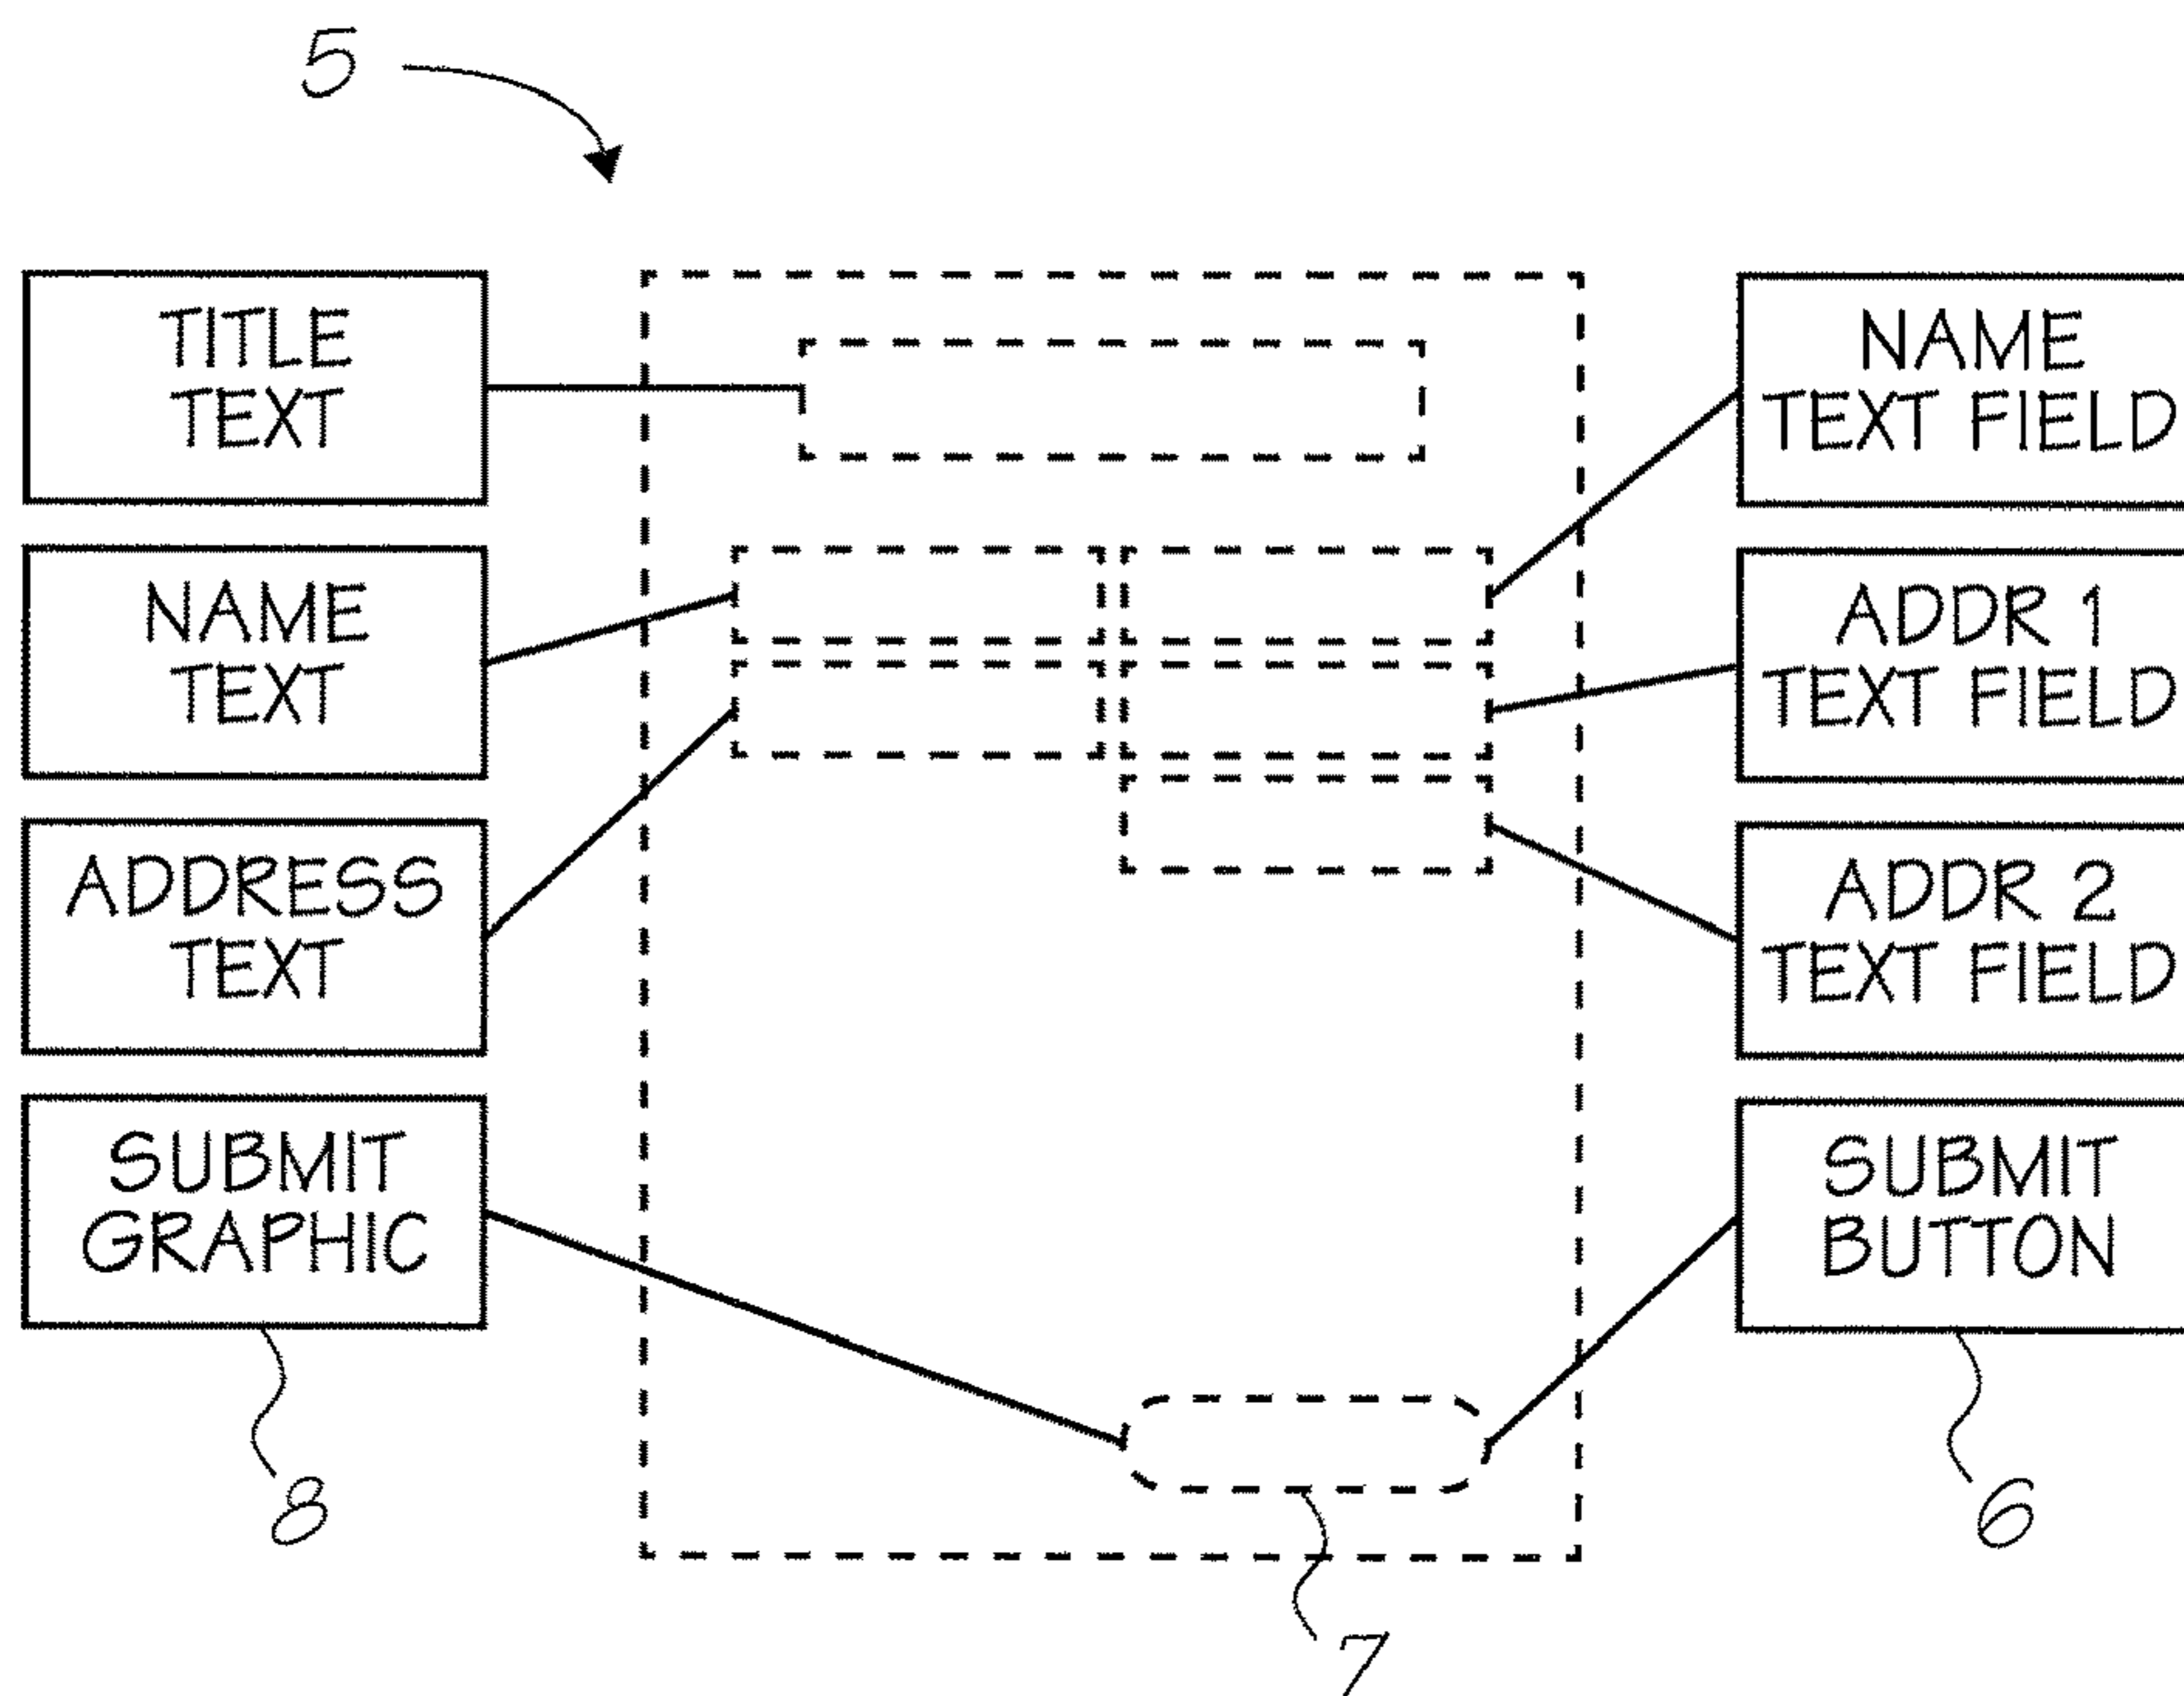 5
TITLE
TEXT
NAME
TEXT
ADDRESS
TEXT
SUBMIT
GRAPHIC
8
7
NAME
TEXT FIELD
ADDR 1
TEXT FIELD
ADDR 2
TEXT FIELD
SUBMIT
BUTTON
6